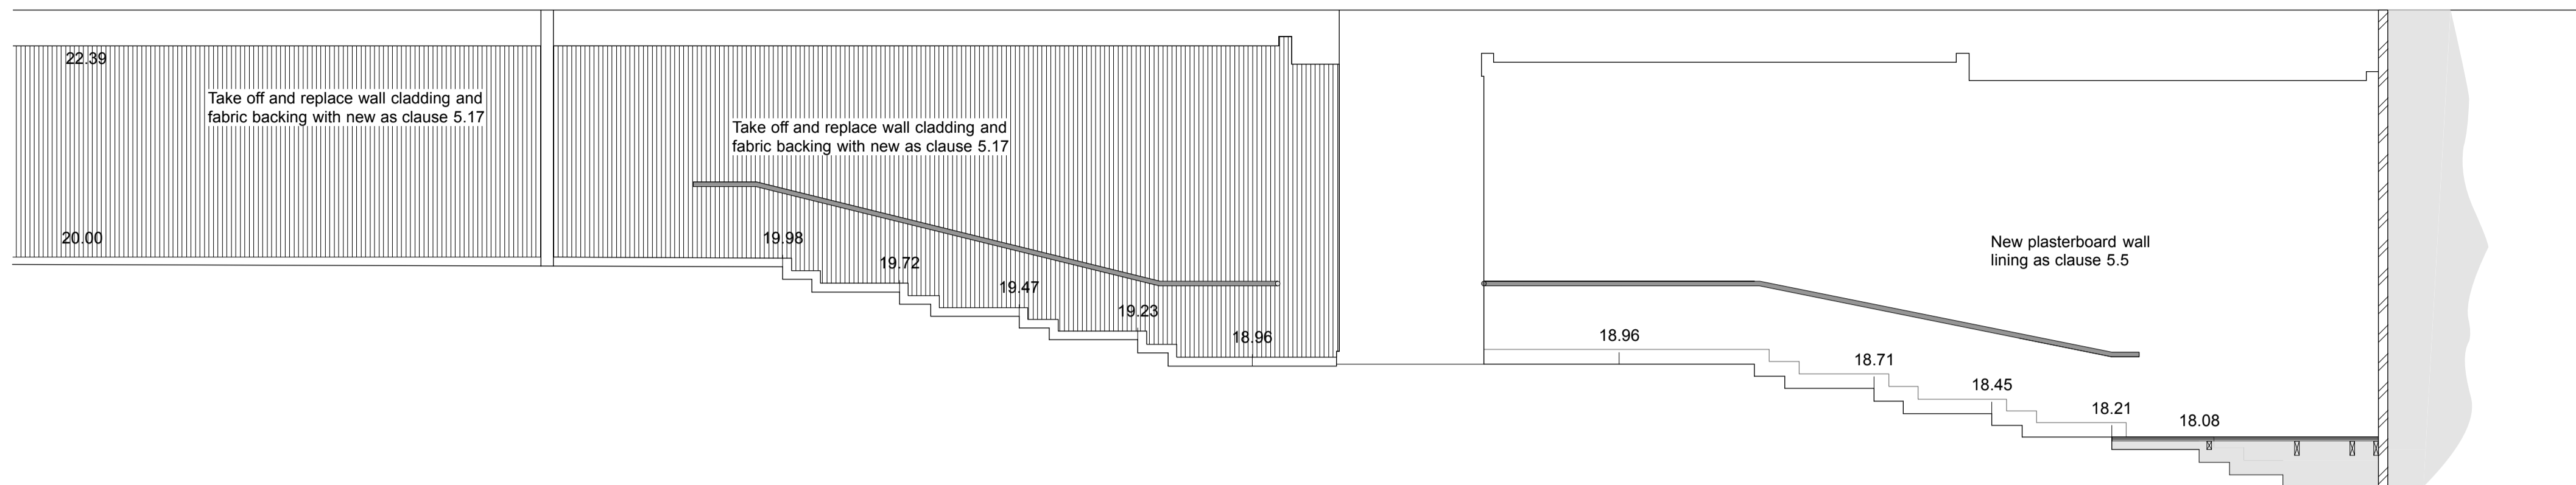 22.39
Take off and replace wall cladding and
fabric backing with new as clause 5.17
Take off and replace wall cladding and
fabric backing with new as clause 5.17
20.00
19.98
19.72
19.47
19.23
18.96
New plasterboard wall
lining as clause 5.5
18.96
18.71
18.45
18.21
18.08